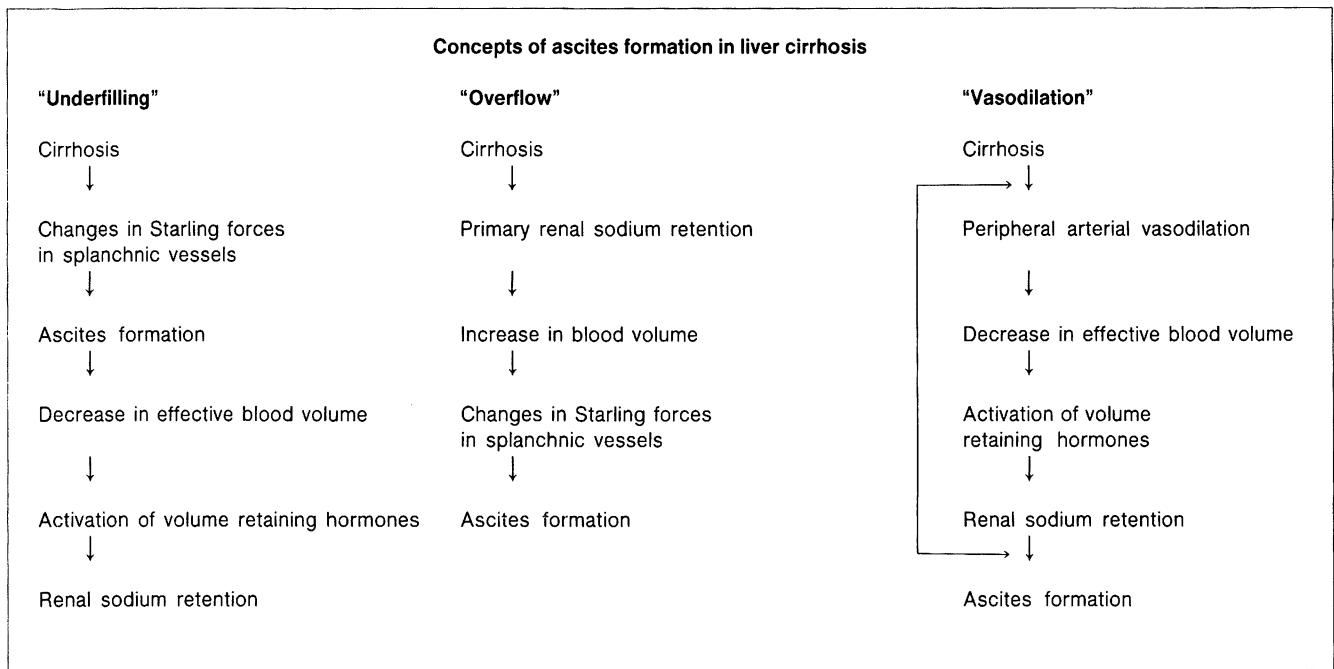 Concepts of ascites formation in liver cirrhosis
“Underfilling”
Cirrhosis
Changes in Starling forces
in splanchnic vessels
Ascites formation
Decrease in effective blood volume
Activation of volume retaining hormones
Renal sodium retention
“Overflow”
Cirrhosis
Primary renal sodium retention
Increase in blood volume
Changes in Starling forces
in splanchnic vessels
Ascites formation
“Vasodilation”
Cirrhosis
Peripheral arterial vasodilation
Decrease in effective blood volume
Activation of volume
retaining hormones
Renal sodium retention
Ascites formation